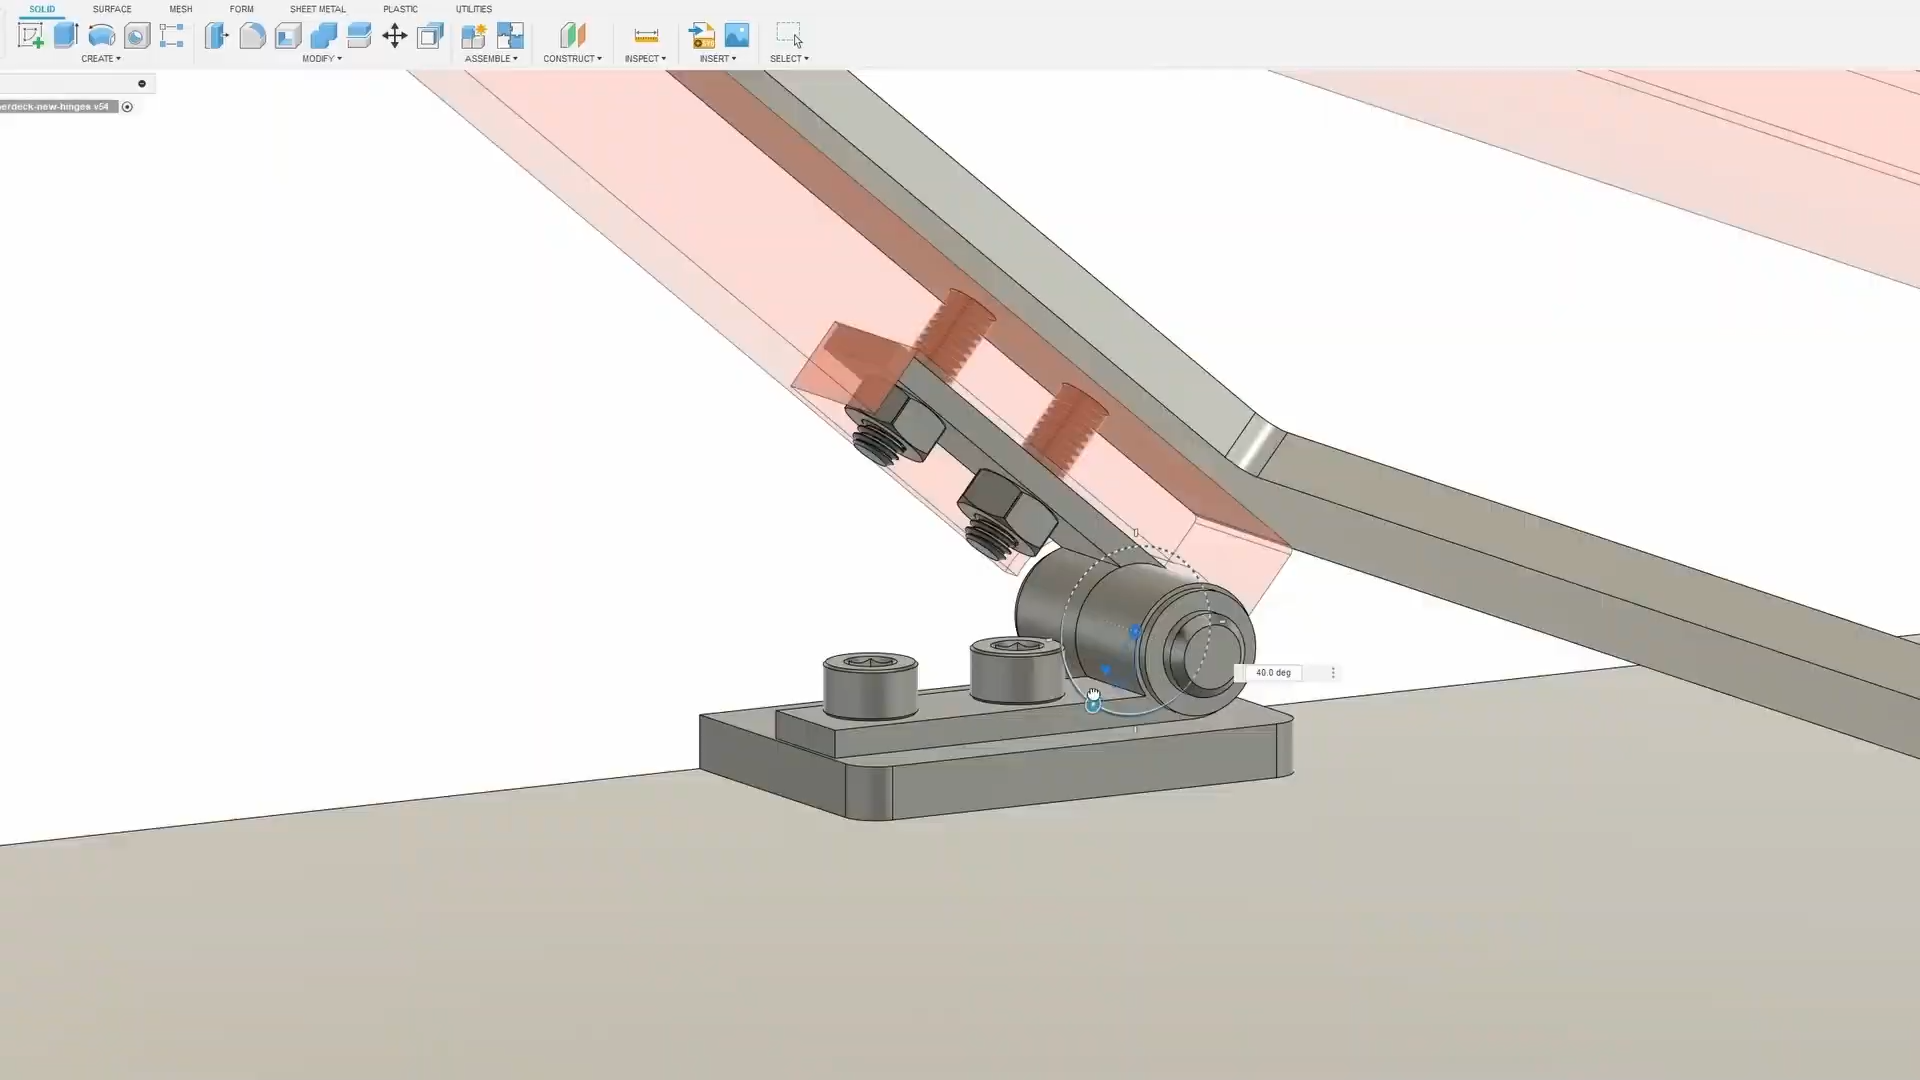 SOLID SURFACE MESH FORM SHEET METAL PLASTIC UTILITIES
CREATE▾ MODIFY▾ ASSEMBLE▾ CONSTRUCT▾ INSPECT▾ INSERT▾ SELECT▾
erdeck-new-hinges v54
40.0 deg